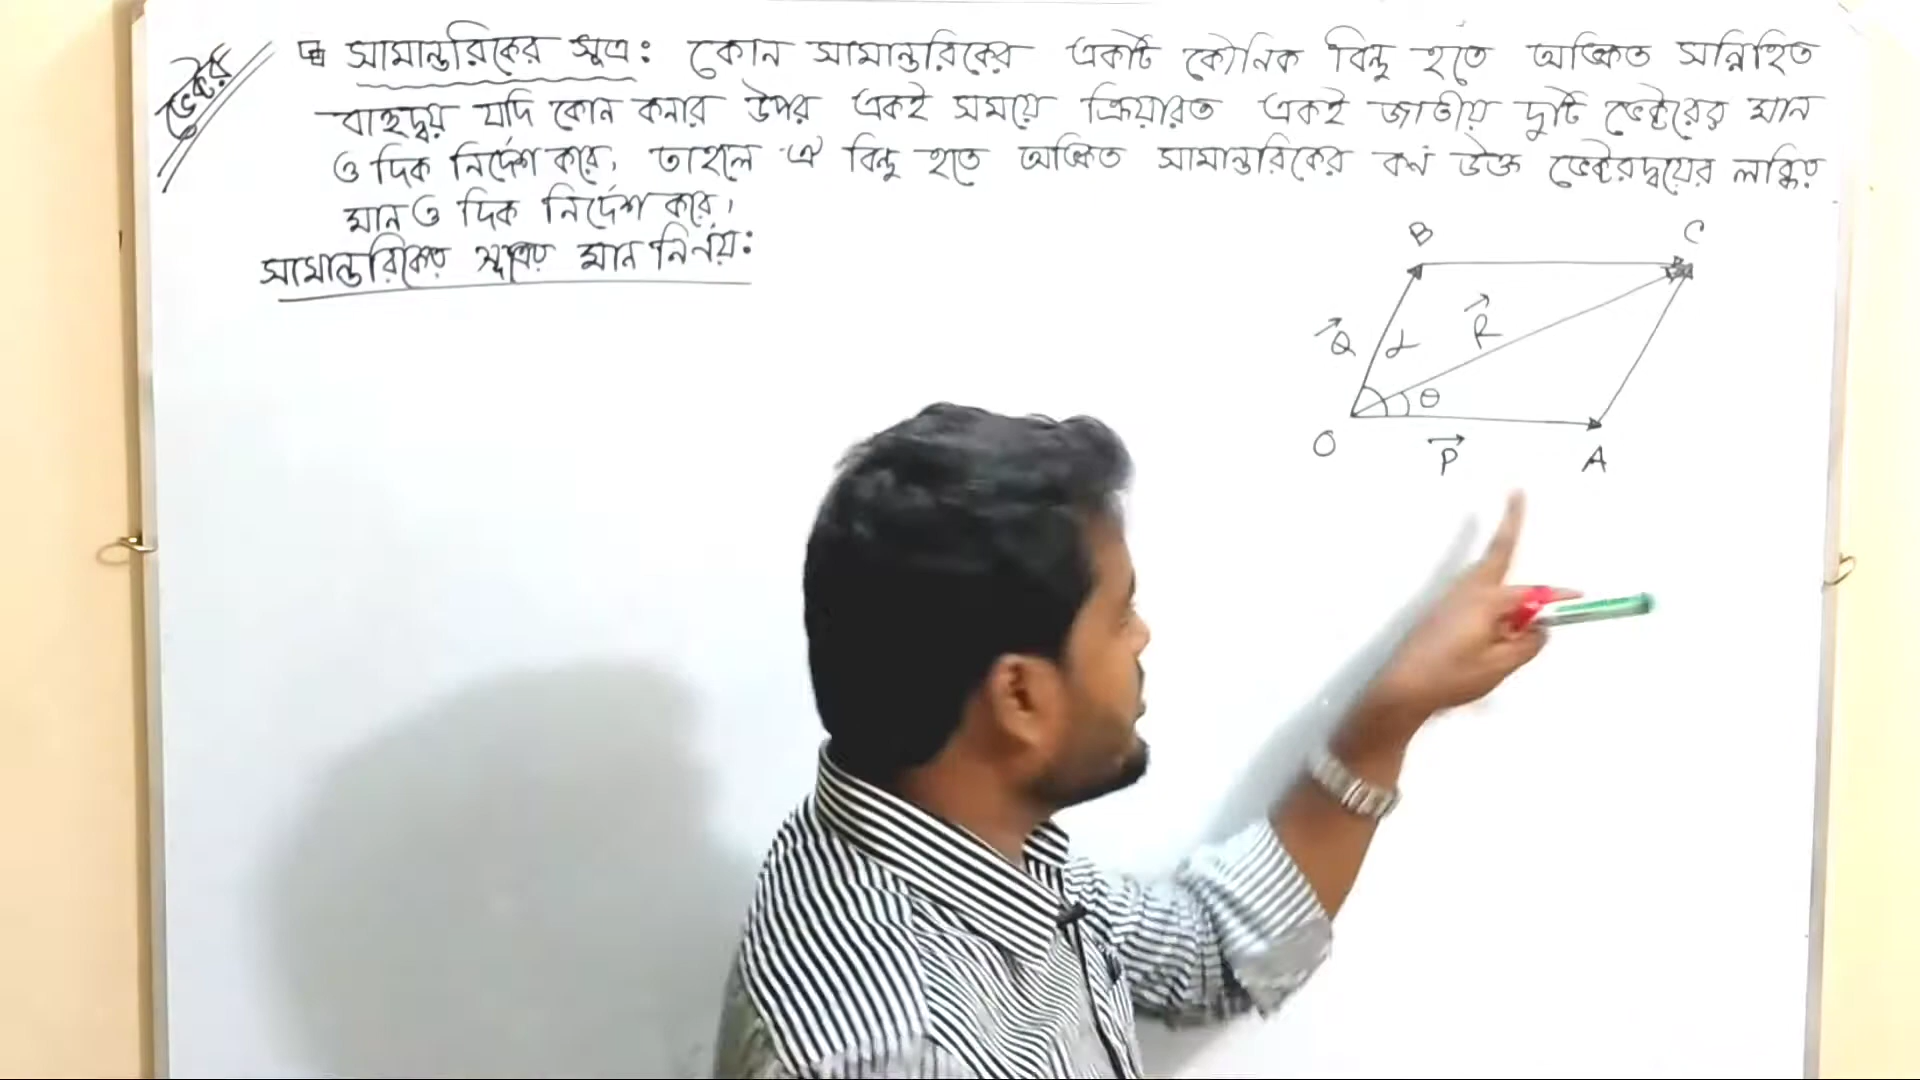 ভেক্টর
সামান্তরিকের সূত্র: কোন সামান্তরিকের একটি কৌনিক বিন্দু হতে অঙ্কিত সন্নিহিত
বাহুদ্বয় যদি কোন কনার উপর একই সময়ে ক্রিয়ারত একই জাতীয় দুটি ভেক্টরের মান
ও দিক নির্দেশ করে, তাহলে ঐ বিন্দু হতে অঙ্কিত সামান্তরিকের কর্ণ উক্ত ভেক্টরদ্বয়ের লব্ধির
মান ও দিক নির্দেশ করে।
সামান্তরিকের সূত্রের মান নির্ণয়:
B C
Q α R
θ
O P A